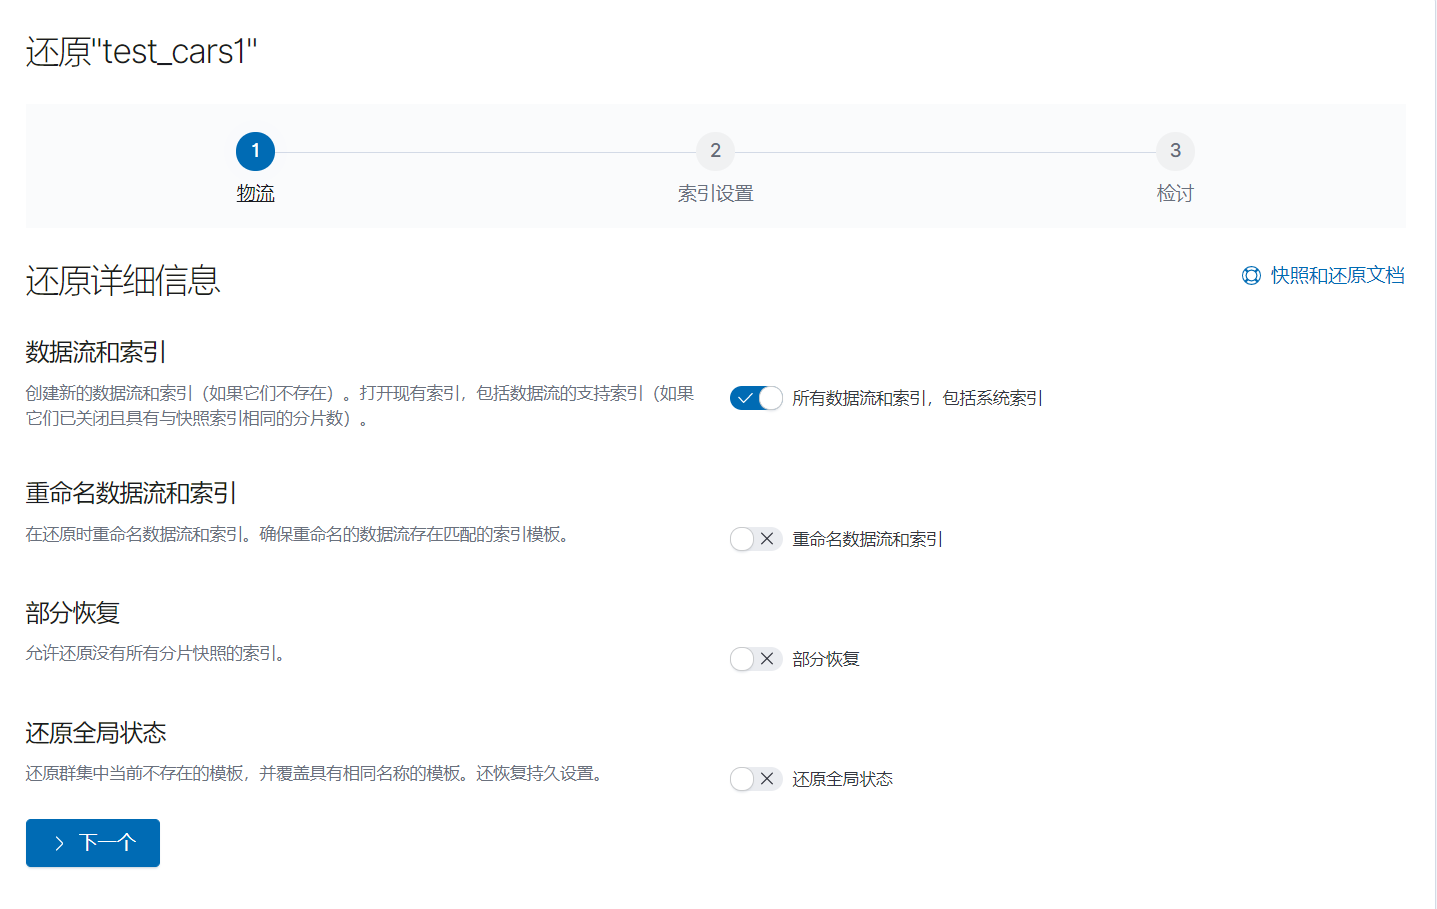 还原"test_cars1"
1
2
3
物流
索引设置
检讨
还原详细信息
快照和还原文档
数据流和索引
创建新的数据流和索引（如果它们不存在）。打开现有索引，包括数据流的支持索引（如果
它们已关闭且具有与快照索引相同的分片数）。
所有数据流和索引，包括系统索引
重命名数据流和索引
在还原时重命名数据流和索引。确保重命名的数据流存在匹配的索引模板。
重命名数据流和索引
部分恢复
允许还原没有所有分片快照的索引。
部分恢复
还原全局状态
还原群集中当前不存在的模板，并覆盖具有相同名称的模板。还恢复持久设置。
还原全局状态
下一个